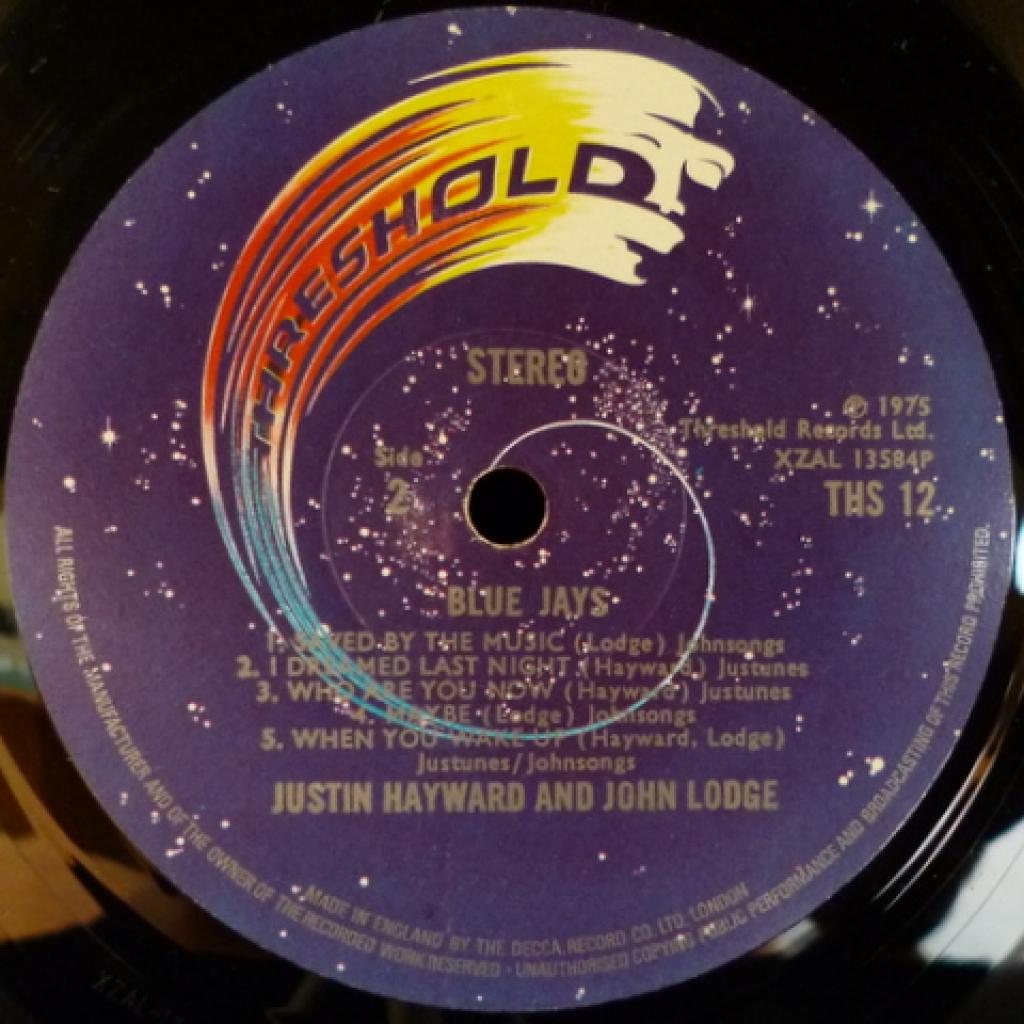 THRESHOLD
STEREO
℗ 1975
Threshold Records Ltd.
Side
XZAL 13584P
2
THS 12
BLUE JAYS
1. SAVED BY THE MUSIC (Lodge) Johnsongs
2. I DREAMED LAST NIGHT (Hayward) Justunes
3. WHO ARE YOU NOW (Hayward) Justunes
4. MAYBE (Lodge) Johnsongs
5. WHEN YOU WAKE UP (Hayward, Lodge)
Justunes/Johnsongs
JUSTIN HAYWARD AND JOHN LODGE
MADE IN ENGLAND BY THE DECCA RECORD CO. LTD. LONDON
ALL RIGHTS OF THE MANUFACTURER AND OF THE OWNER OF THE RECORDED WORK RESERVED · UNAUTHORISED COPYING PUBLIC PERFORMANCE AND BROADCASTING OF THIS RECORD PROHIBITED.